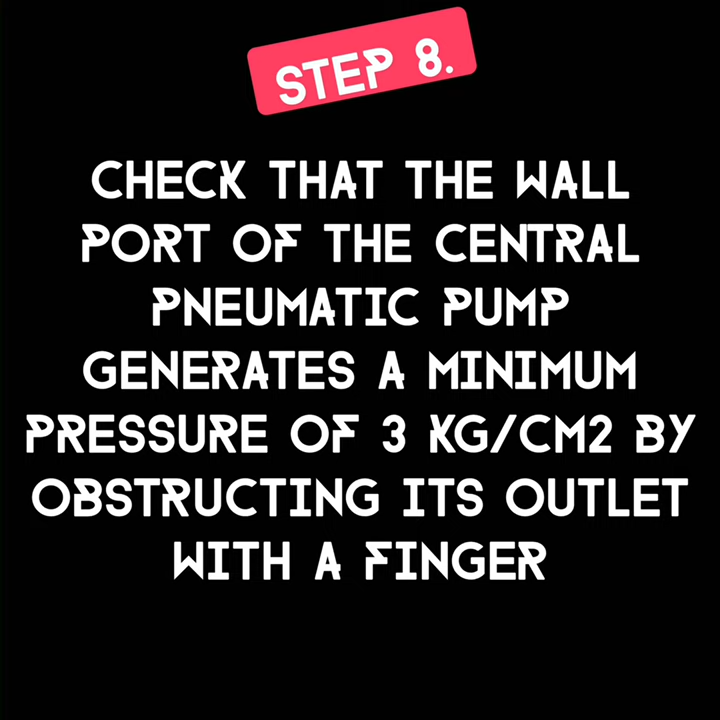 STEP 8.
CHECK THAT THE WALL
PORT OF THE CENTRAL
PNEUMATIC PUMP
GENERATES A MINIMUM
PRESSURE OF 3 KG/CM2 BY
OBSTRUCTING ITS OUTLET
WITH A FINGER